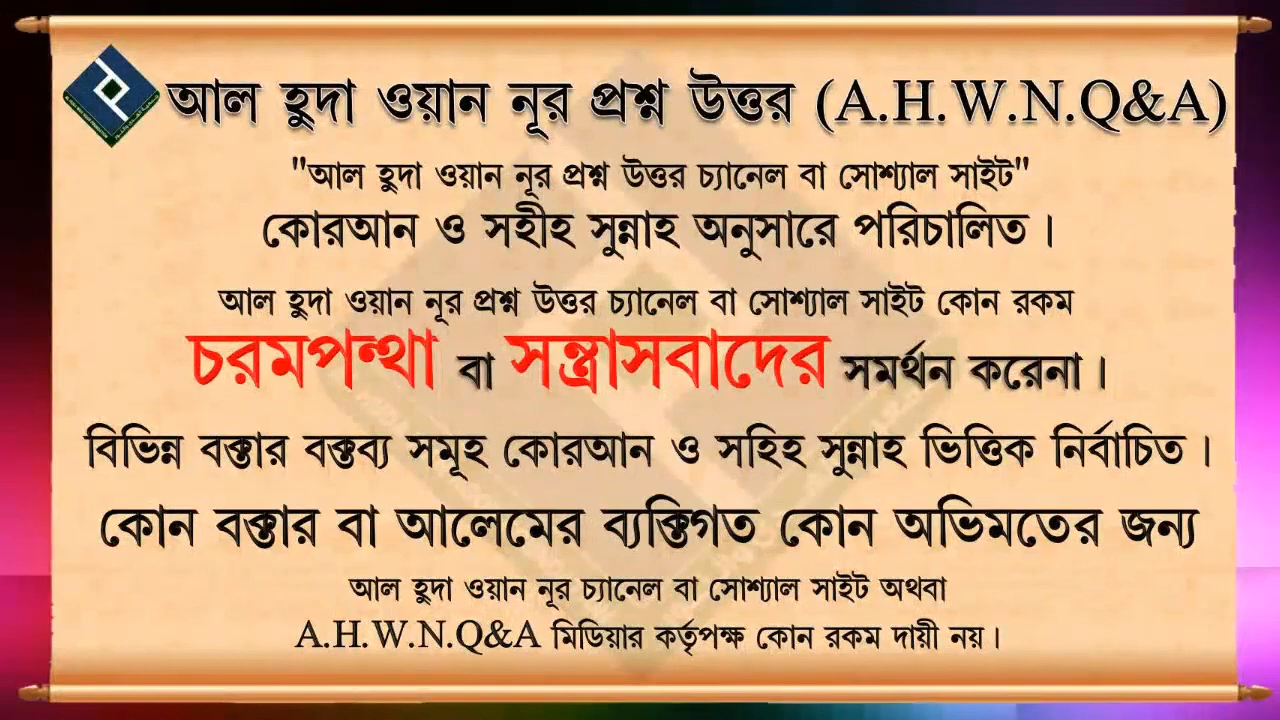 আল হুদা ওয়ান নূর প্রশ্ন উত্তর (A.H.W.N.Q&A)
"আল হুদা ওয়ান নূর প্রশ্ন উত্তর চ্যানেল বা সোশ্যাল সাইট"
কোরআন ও সহীহ সুন্নাহ অনুসারে পরিচালিত।
আল হুদা ওয়ান নূর প্রশ্ন উত্তর চ্যানেল বা সোশ্যাল সাইট কোন রকম
চরমপন্থা বা সন্ত্রাসবাদের সমর্থন করেনা।
বিভিন্ন বক্তার বক্তব্য সমূহ কোরআন ও সহিহ সুন্নাহ ভিত্তিক নির্বাচিত।
কোন বক্তার বা আলেমের ব্যক্তিগত কোন অভিমতের জন্য
আল হুদা ওয়ান নূর চ্যানেল বা সোশ্যাল সাইট অথবা
A.H.W.N.Q&A মিডিয়ার কর্তৃপক্ষ কোন রকম দায়ী নয়।